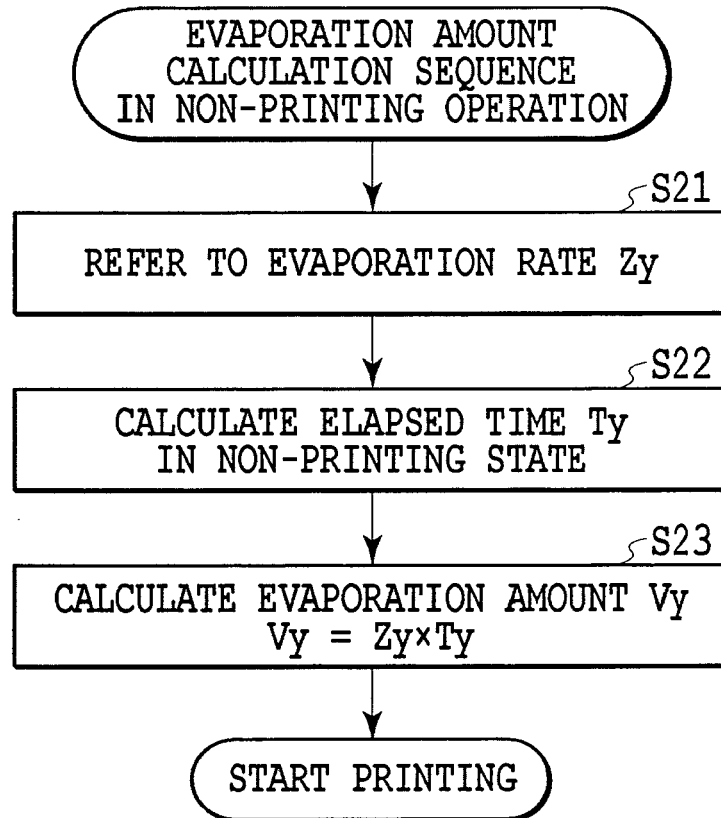 EVAPORATION AMOUNT
CALCULATION SEQUENCE
IN NON-PRINTING OPERATION
S21
REFER TO EVAPORATION RATE Zy
S22
CALCULATE ELAPSED TIME Ty
IN NON-PRINTING STATE
S23
CALCULATE EVAPORATION AMOUNT Vy
Vy = Zy×Ty
START PRINTING